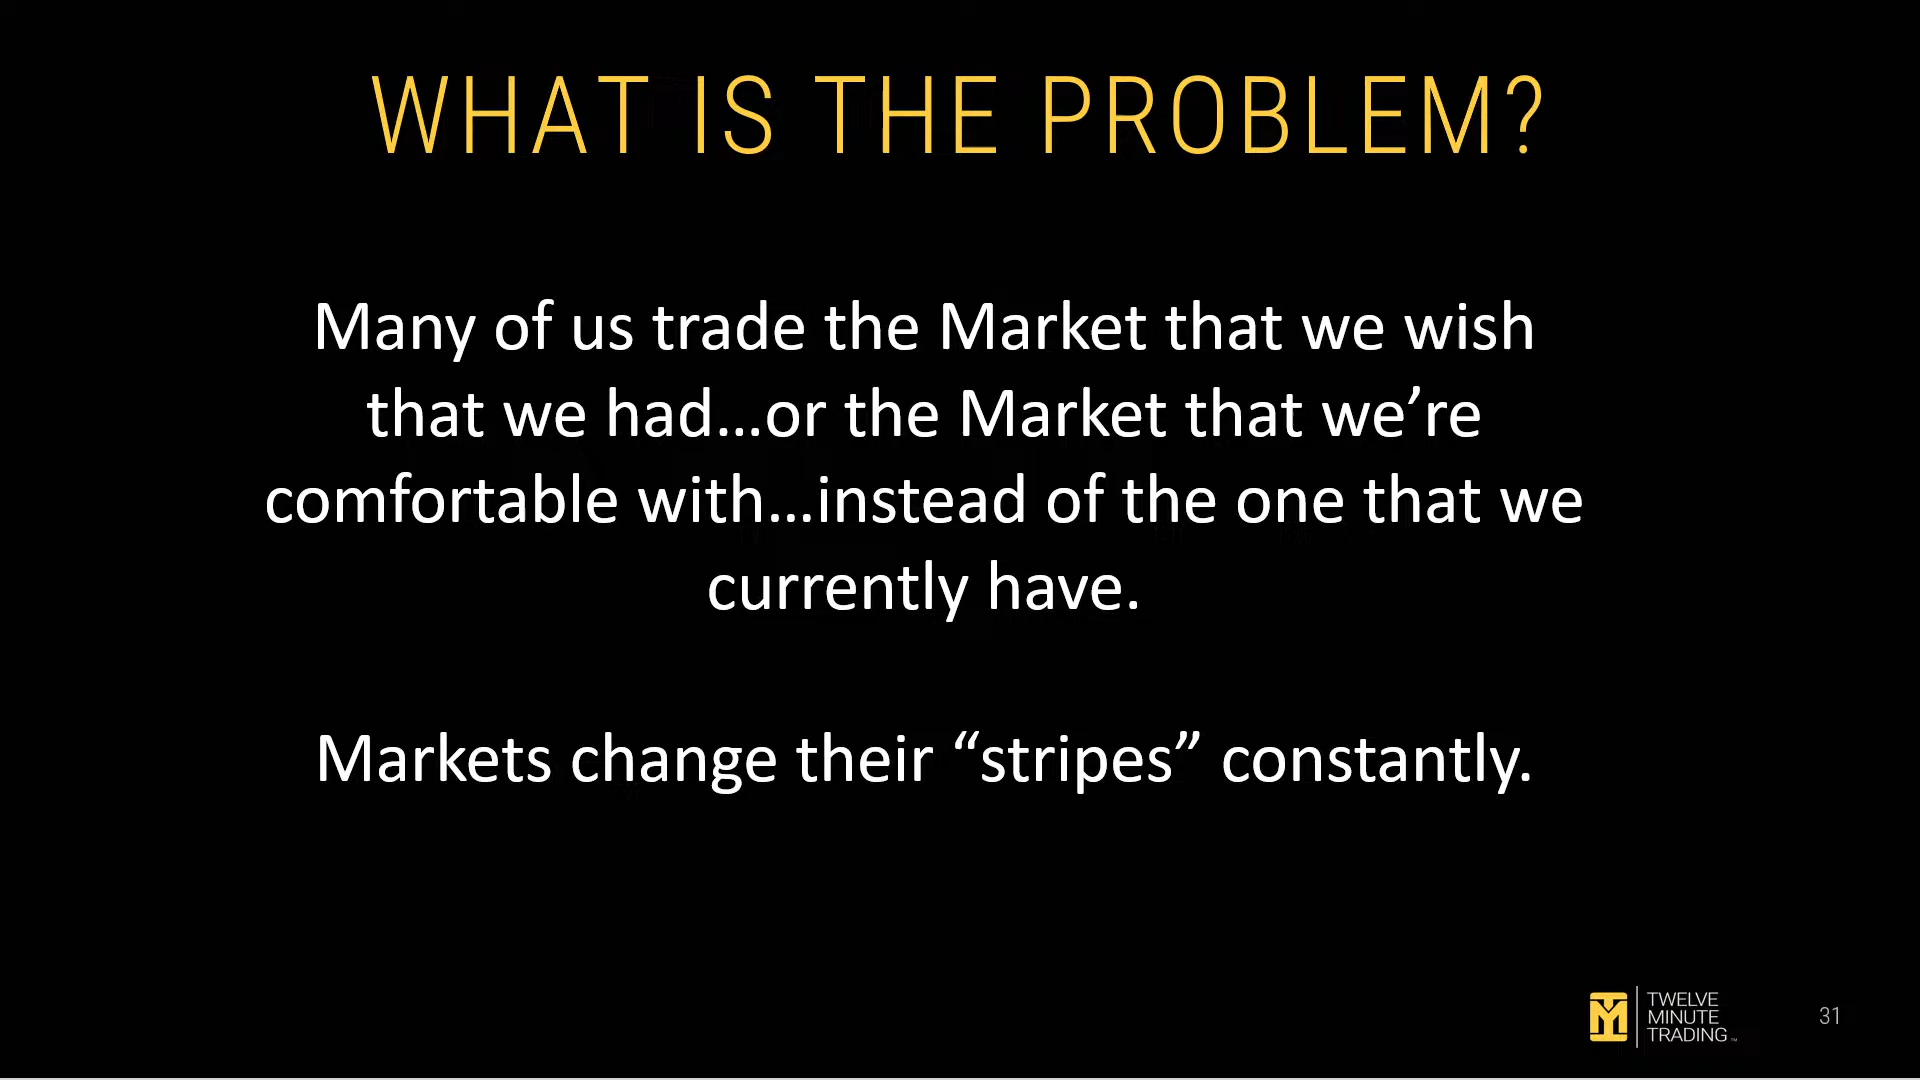 WHAT IS THE PROBLEM?
Many of us trade the Market that we wish
that we had...or the Market that we’re
comfortable with...instead of the one that we
currently have.
Markets change their “stripes” constantly.
TWELVE
MINUTE
TRADING™
31